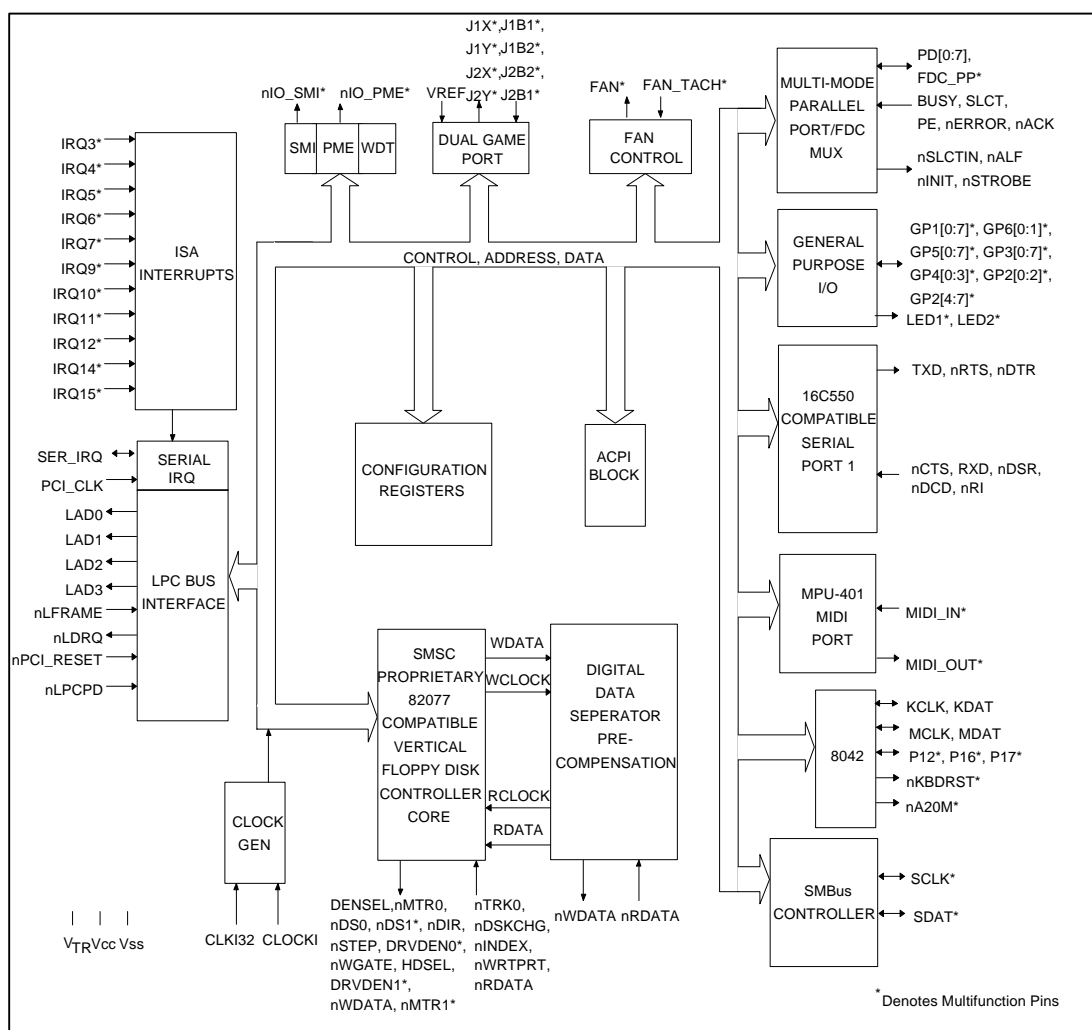 J1X*,J1B1*,
J1Y*,J1B2*,
J2X*,J2B2*,
J2Y*,J2B1*
VREF
nIO_SMI*
nIO_PME*
SMI
PME
WDT
DUAL GAME
PORT
FAN*
FAN_TACH*
FAN
CONTROL
MULTI-MODE
PARALLEL
PORT/FDC
MUX
PD[0:7],
FDC_PP*
BUSY, SLCT,
PE, nERROR, nACK
nSLCTIN, nALF
nINIT, nSTROBE
IRQ3*
IRQ4*
IRQ5*
IRQ6*
IRQ7*
IRQ9*
IRQ10*
IRQ11*
IRQ12*
IRQ14*
IRQ15*
ISA
INTERRUPTS
CONTROL, ADDRESS, DATA
GENERAL
PURPOSE
I/O
GP1[0:7]*, GP6[0:1]*,
GP5[0:7]*, GP3[0:7]*,
GP4[0:3]*, GP2[0:2]*,
GP2[4:7]*
LED1*, LED2*
16C550
COMPATIBLE
SERIAL
PORT 1
TXD, nRTS, nDTR
nCTS, RXD, nDSR,
nDCD, nRI
SER_IRQ
PCI_CLK
SERIAL
IRQ
CONFIGURATION
REGISTERS
ACPI
BLOCK
LAD0
LAD1
LAD2
LAD3
nLFRAME
nLDRQ
nPCI_RESET
nLPCPD
LPC BUS
INTERFACE
MPU-401
MIDI
PORT
MIDI_IN*
MIDI_OUT*
SMSC
PROPRIETARY
82077
COMPATIBLE
VERTICAL
FLOPPY DISK
CONTROLLER
CORE
WDATA
WCLOCK
RCLOCK
RDATA
DIGITAL
DATA
SEPERATOR
PRE-
COMPENSATION
8042
KCLK, KDAT
MCLK, MDAT
P12*, P16*, P17*
nKBDRST*
nA20M*
CLOCK
GEN
CLKI32
CLOCKI
SMBus
CONTROLLER
SCLK*
SDAT*
DENSEL,nMTR0,
nDS0, nDS1*, nDIR,
nSTEP, DRVDEN0*,
nWGATE, HDSEL,
DRVDEN1*,
nWDATA, nMTR1*
nTRK0,
nDSKCHG,
nINDEX,
nWRTPRT,
nRDATA
nWDATA
nRDATA
VTR Vcc Vss
*Denotes Multifunction Pins